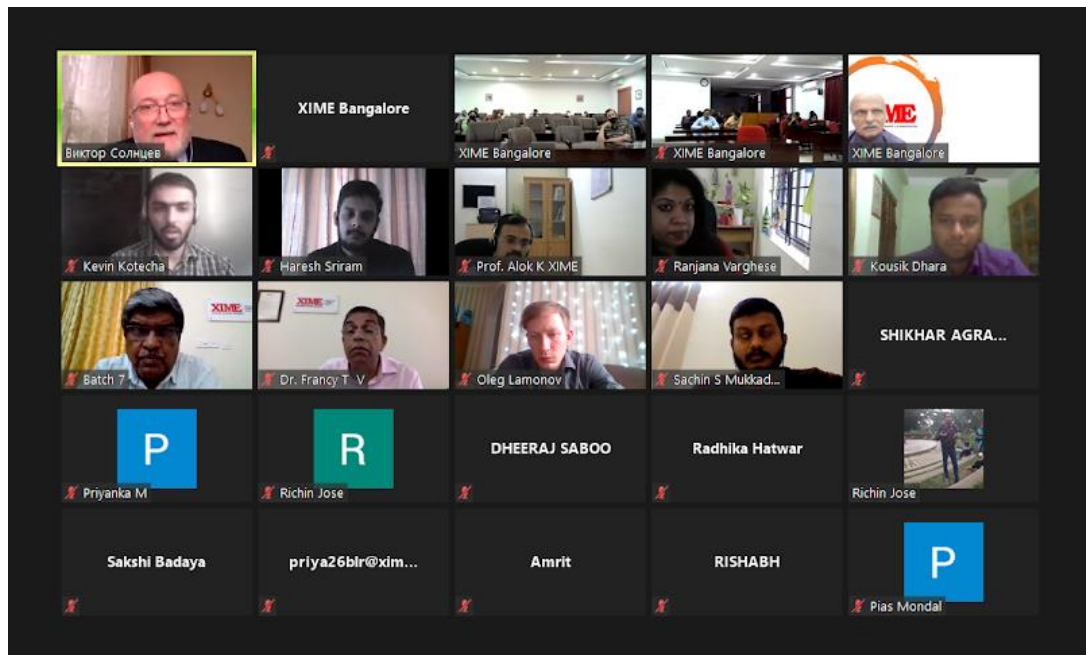 Виктор Солнцев
XIME Bangalore
XIME Bangalore
XIME Bangalore
XIME Bangalore
Kevin Kotecha
Haresh Sriram
Prof. Alok K XIME
Ranjana Varghese
Kousik Dhara
XIME
Batch 7
XIME
Dr. Francy T V
Oleg Lamonov
Sachin S Mukkad...
SHIKHAR AGRA...
P
Priyanka M
R
Richin Jose
DHEERAJ SABOO
Radhika Hatwar
Richin Jose
Sakshi Badaya
priya26blr@xim...
Amrit
RISHABH
P
Pias Mondal